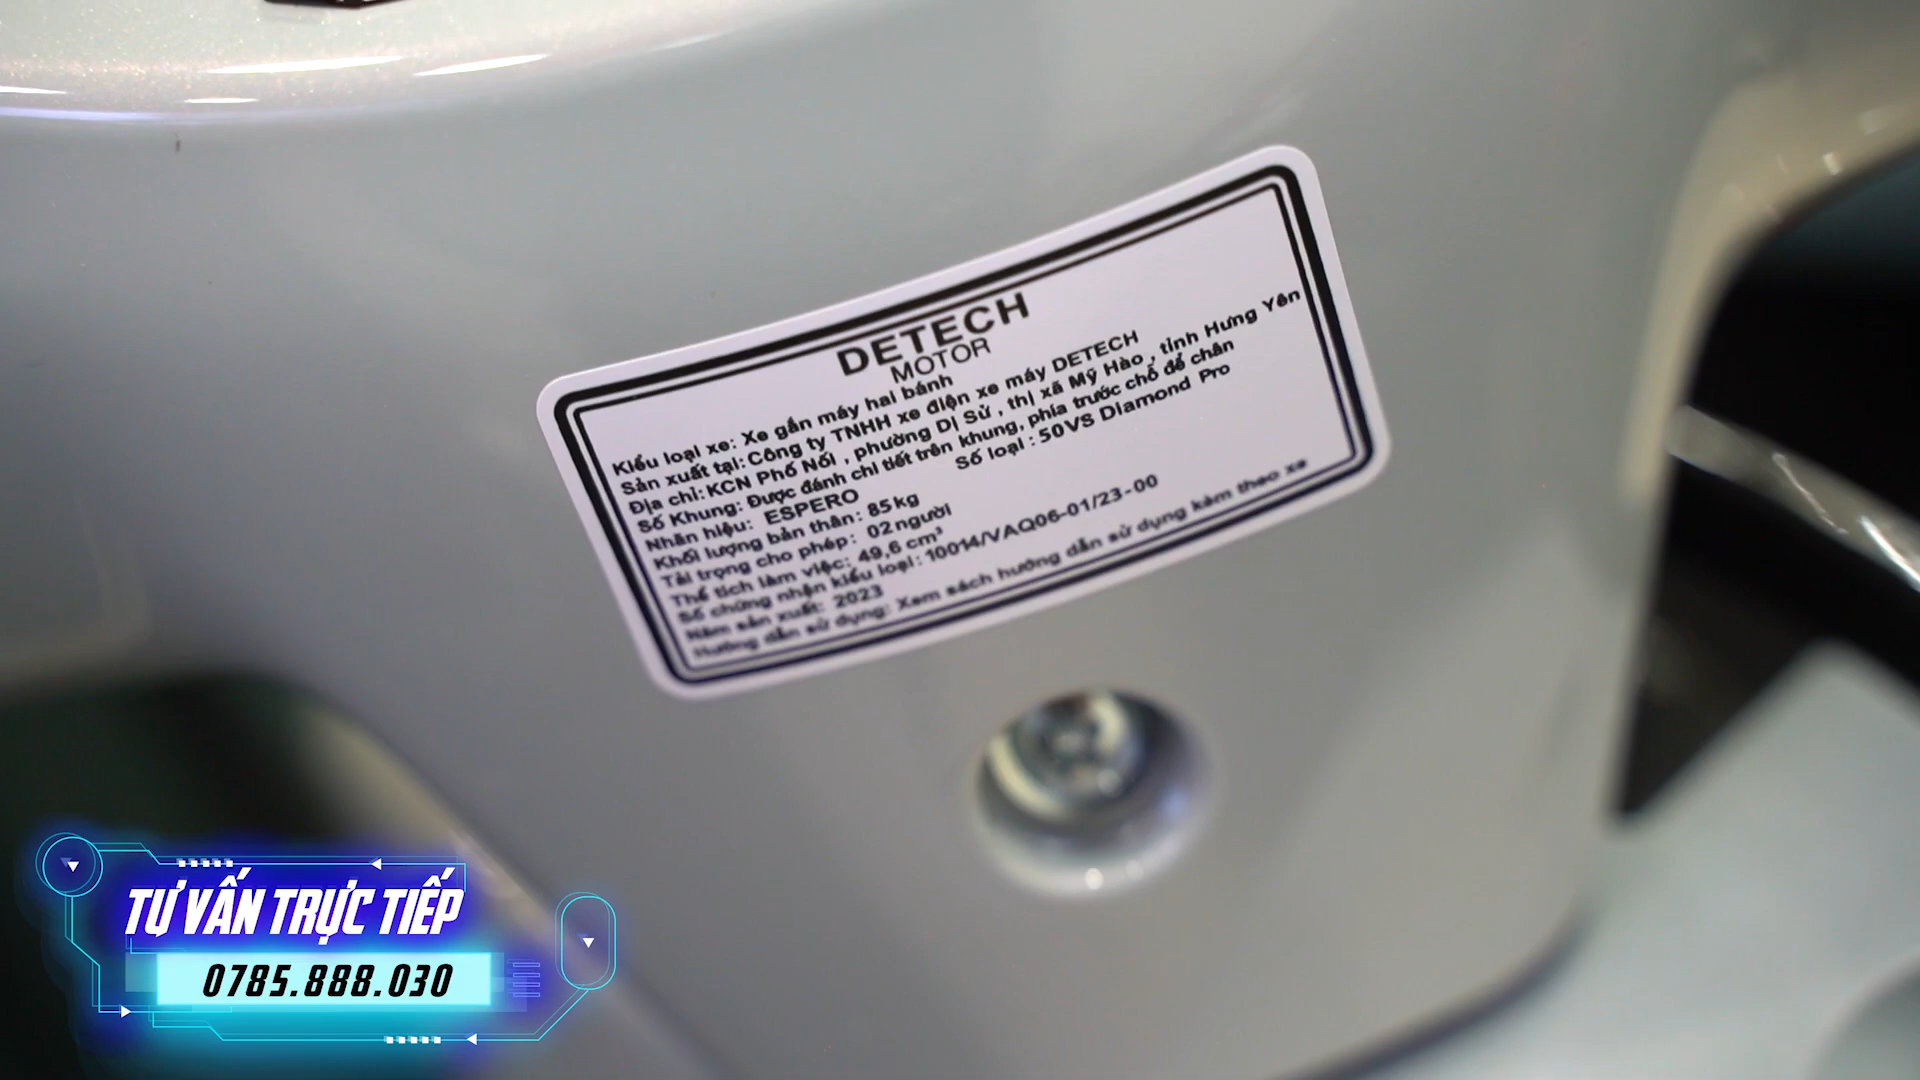 DETECH
MOTOR
Kiểu loại xe: Xe gắn máy hai bánh
Sản xuất tại: Công ty TNHH xe điện xe máy DETECH
Địa chỉ: KCN Phố Nối , phường Dị Sử , thị xã Mỹ Hào , tỉnh Hưng Yên
Số Khung: Được đánh chi tiết trên khung, phía trước chỗ để chân
Nhãn hiệu: ESPERO Số loại : 50VS Diamond Pro
Khối lượng bản thân: 85kg
Tải trọng cho phép: 02 người
Thể tích làm việc: 49,6 cm³
Số chứng nhận kiểu loại: 10014/VAQ06-01/23-00
Năm sản xuất: 2023
Hướng dẫn sử dụng: Xem sách hướng dẫn sử dụng kèm theo xe
TƯ VẤN TRỰC TIẾP
0785.888.030